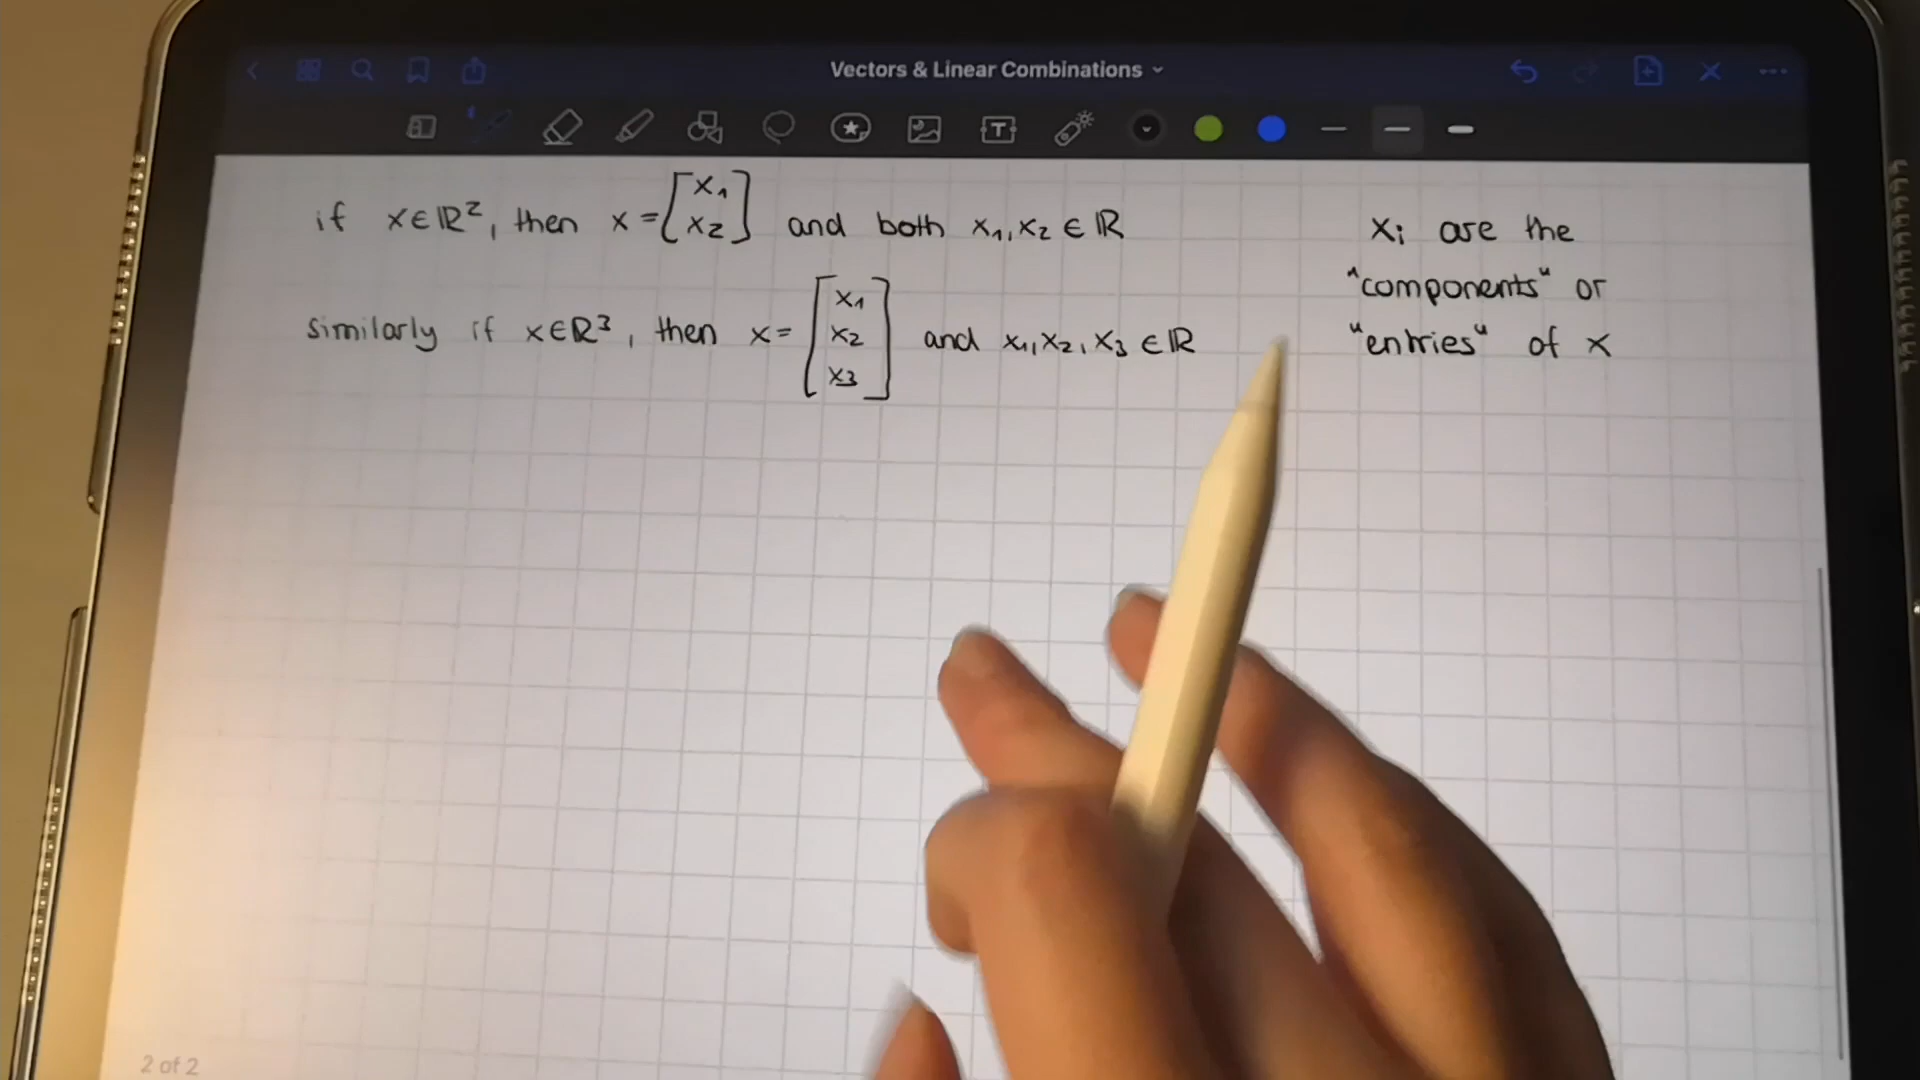 Vectors & Linear Combinations
if x∈ℝ², then x = [x₁ x₂] and both x₁, x₂ ∈ ℝ
similarly if x∈ℝ³, then x = [x₁ x₂ x₃] and x₁, x₂, x₃ ∈ ℝ
xᵢ are the
"components" or
"entries" of x
2 of 2